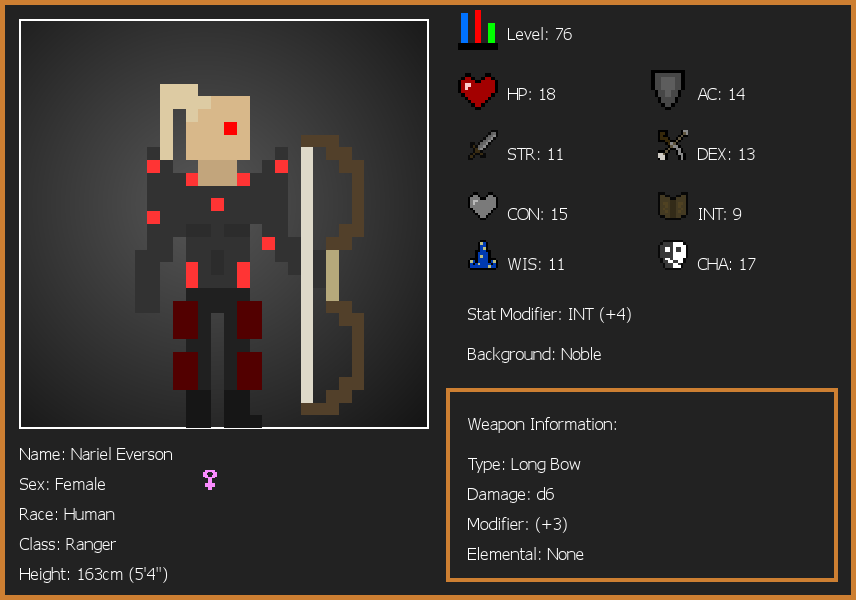 Level: 76
HP: 18
AC: 14
STR: 11
DEX: 13
CON: 15
INT: 9
WIS: 11
CHA: 17
Stat Modifier: INT (+4)
Background: Noble
Weapon Information:
Type: Long Bow
Damage: d6
Modifier: (+3)
Elemental: None
Name: Nariel Everson
Sex: Female
Race: Human
Class: Ranger
Height: 163cm (5'4")